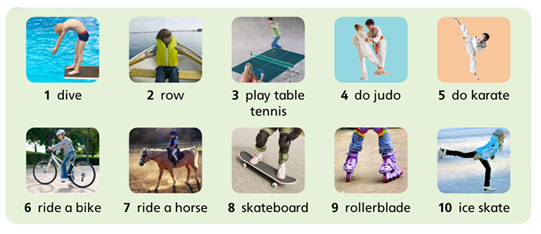 1 dive
2 row
3 play table
tennis
4 do judo
5 do karate
6 ride a bike
7 ride a horse
8 skateboard
9 rollerblade
10 ice skate